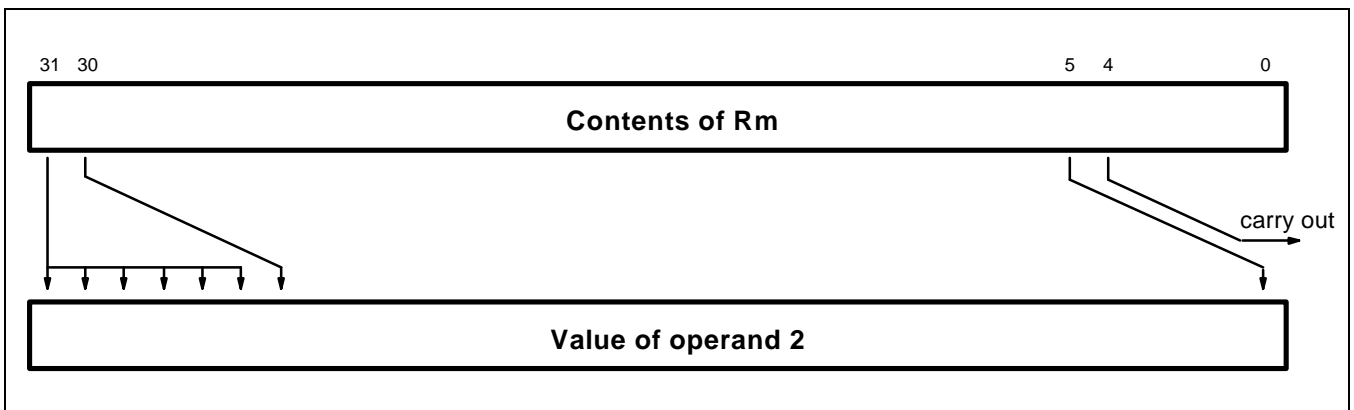 31 30 5 4 0
Contents of Rm
carry out
Value of operand 2